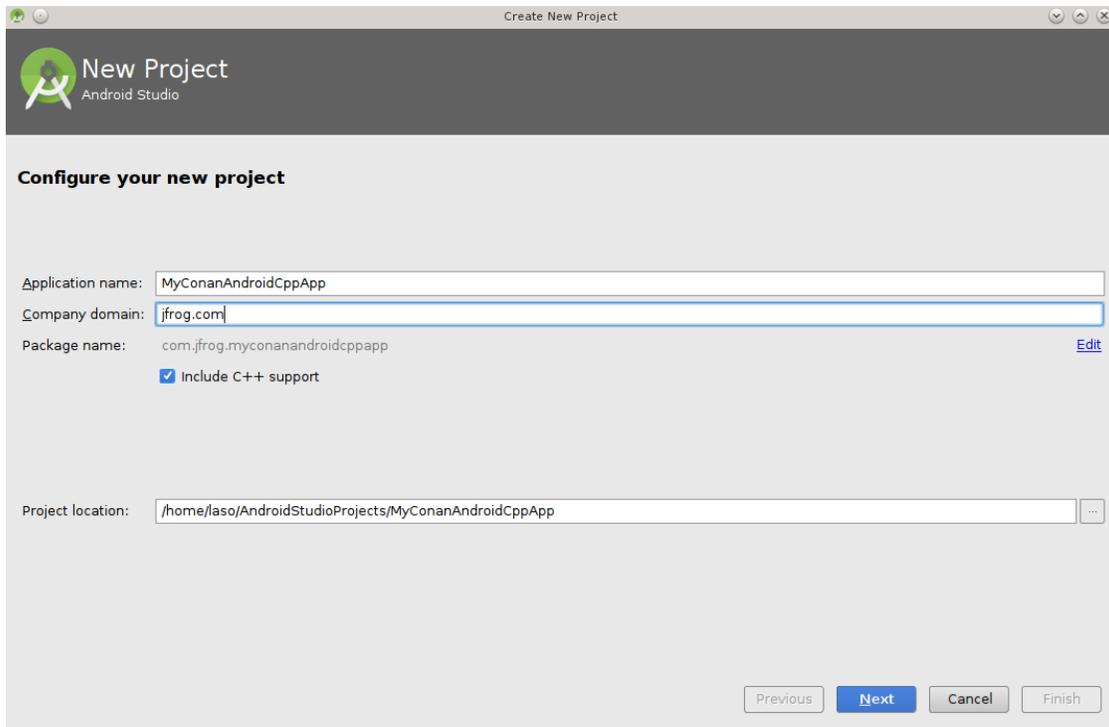 Create New Project
New Project
Android Studio
Configure your new project
Application name: MyConanAndroidCppApp
Company domain: jfrog.com
Package name: com.jfrog.myconanandroidcppapp Edit
Include C++ support
Project location: /home/laso/AndroidStudioProjects/MyConanAndroidCppApp ...
Previous Next Cancel Finish